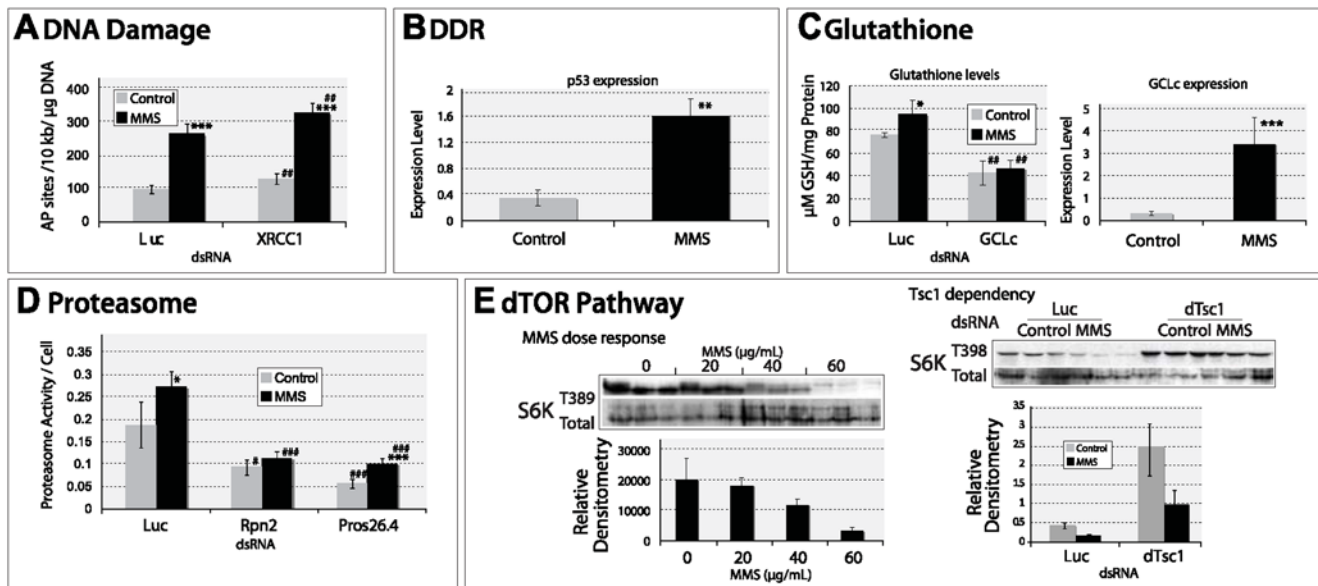 A DNA Damage
AP sites /10 kb/ µg DNA
400
300
200
100
0
Control
MMS
***
##
##
***
Luc
XRCC1
dsRNA
B DDR
p53 expression
Expression Level
2
1.6
1.2
0.8
0.4
0
**
Control
MMS
C Glutathione
Glutathione levels
µM GSH/mg Protein
120
100
80
60
40
20
0
*
Control
MMS
##
##
Luc
GCLc
dsRNA
GCLc expression
Expression Level
5
4
3
2
1
0
***
Control
MMS
D Proteasome
Proteasome Activity / Cell
0.35
0.3
0.25
0.2
0.15
0.1
0.05
0
*
Control
MMS
#
###
###
###
***
Luc
Rpn2
Pros26.4
dsRNA
E dTOR Pathway
MMS dose response
MMS (µg/mL)
0 20 40 60
S6K
T389
Total
Relative Densitometry
30000
20000
10000
0
0 20 40 60
MMS (µg/mL)
Tsc1 dependency
dsRNA
Luc
dTsc1
Control MMS
Control MMS
S6K
T398
Total
Relative Densitometry
3.5
3
2.5
2
1.5
1
0.5
0
Control
MMS
Luc
dTsc1
dsRNA